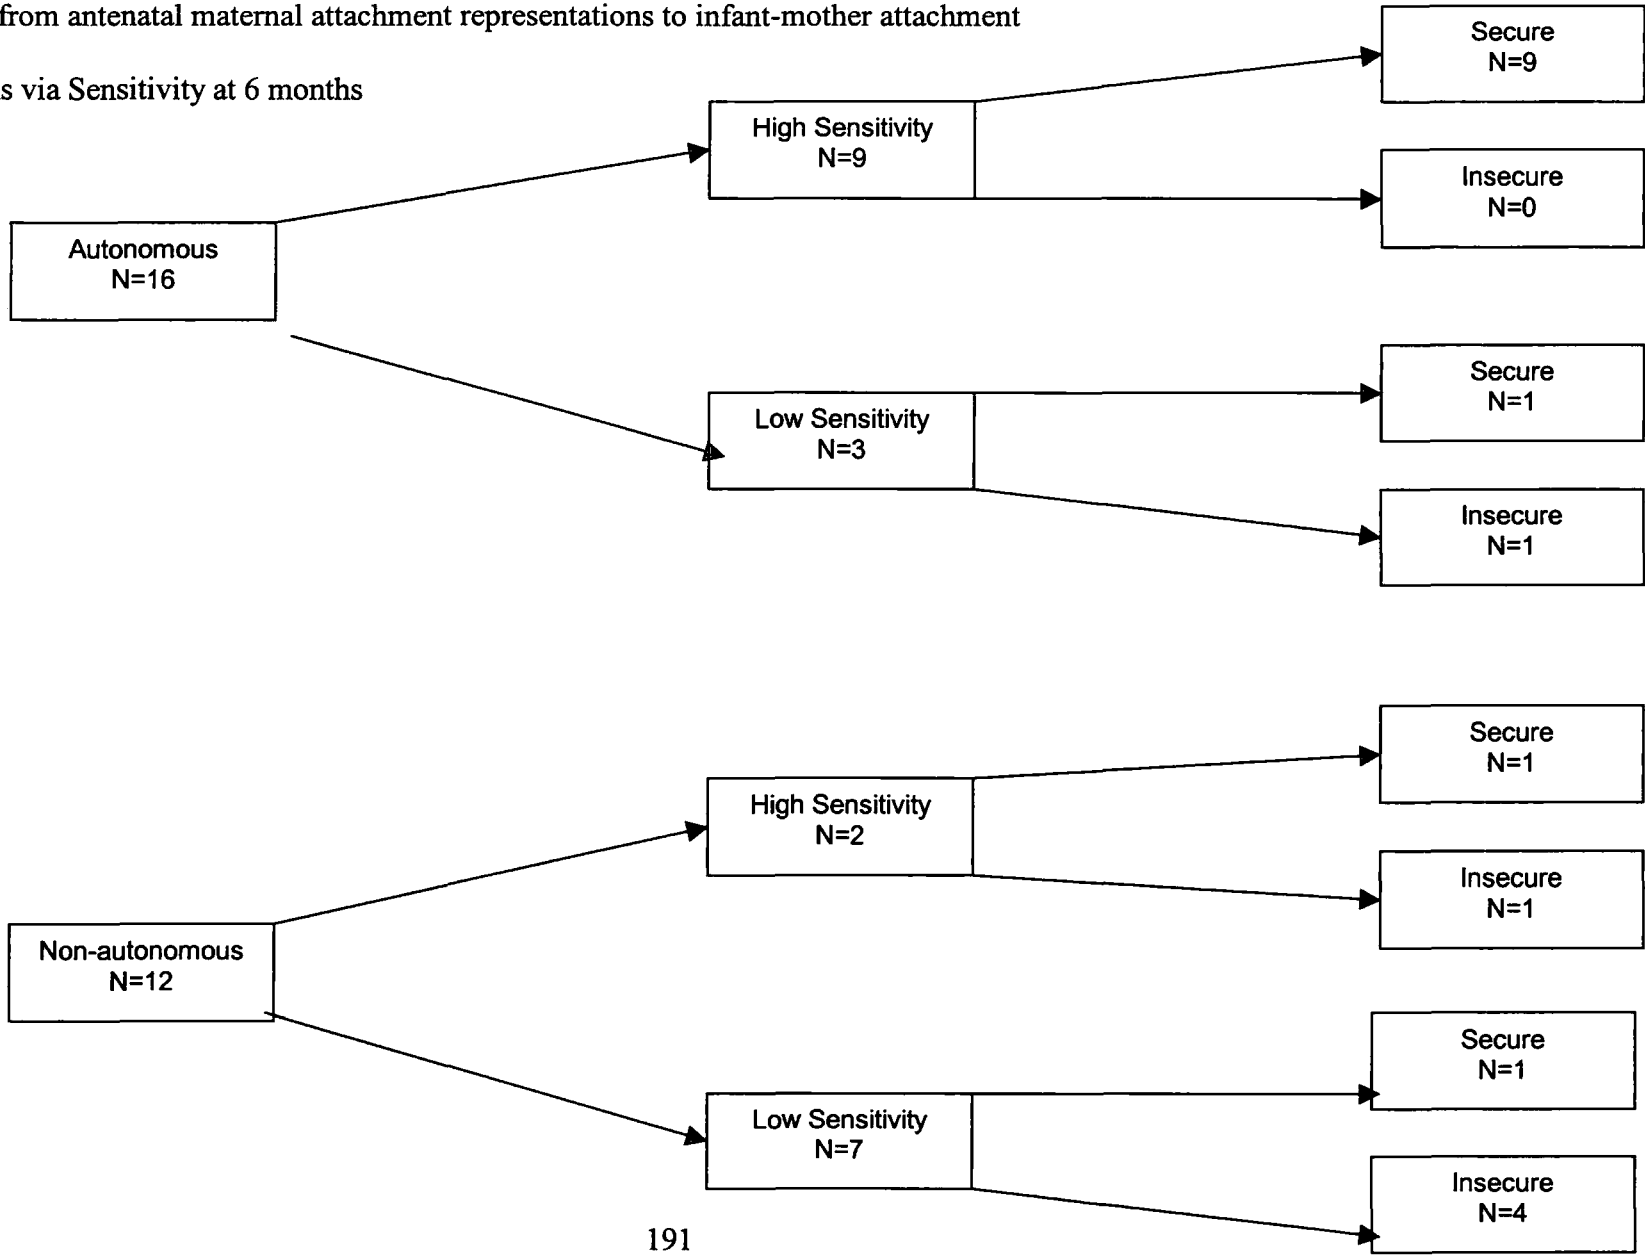 from antenatal maternal attachment representations to infant-mother attachment
s via Sensitivity at 6 months
Secure
N=9
High Sensitivity
N=9
Insecure
N=0
Autonomous
N=16
Secure
N=1
Low Sensitivity
N=3
Insecure
N=1
Secure
N=1
High Sensitivity
N=2
Insecure
N=1
Non-autonomous
N=12
Secure
N=1
Low Sensitivity
N=7
Insecure
N=4
191